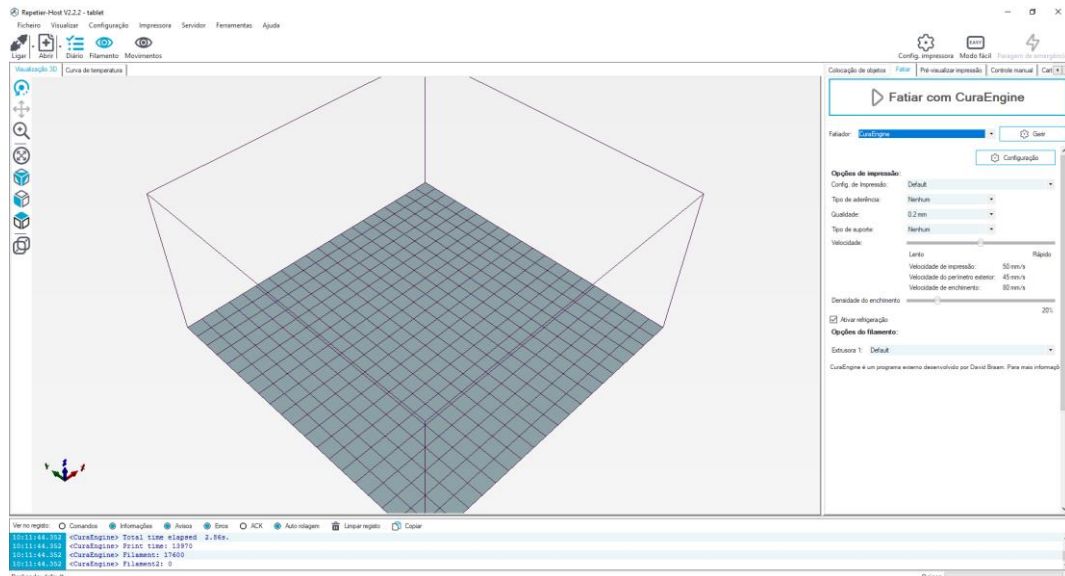 Repetier-Host V2.2.2 - tablet
Ficheiro Visualizar Configuração Impressora Servidor Ferramentas Ajuda
Ligar Abrir Diário Filamento Movimentos Config. impressora Modo fácil Paragem de emergência
EASY
Visualização 3D Curva de temperatura
Colocação de objetos Fatiar Pré-visualizar impressão Controle manual Cart
Fatiar com CuraEngine
Fatiador: CuraEngine Gerir
Configuração
Opções de impressão:
Config. de Impressão: Default
Tipo de aderência: Nenhum
Qualidade: 0.2 mm
Tipo de suporte: Nenhum
Velocidade:
Lento Rápido
Velocidade de impressão: 50 mm/s
Velocidade do perímetro exterior: 45 mm/s
Velocidade de enchimento: 80 mm/s
Densidade do enchimento
20%
Ativar refrigeração
Opções do filamento:
Extrusora 1: Default
CuraEngine é um programa externo desenvolvido por David Braam. Para mais informaçõ
Ver no registo: Comandos Informações Avisos Erros ACK Auto rolagem Limpar registo Copiar
10:11:44.352 <CuraEngine> Total time elapsed 2.86s.
10:11:44.352 <CuraEngine> Print time: 13970
10:11:44.352 <CuraEngine> Filament: 17600
10:11:44.352 <CuraEngine> Filament2: 0